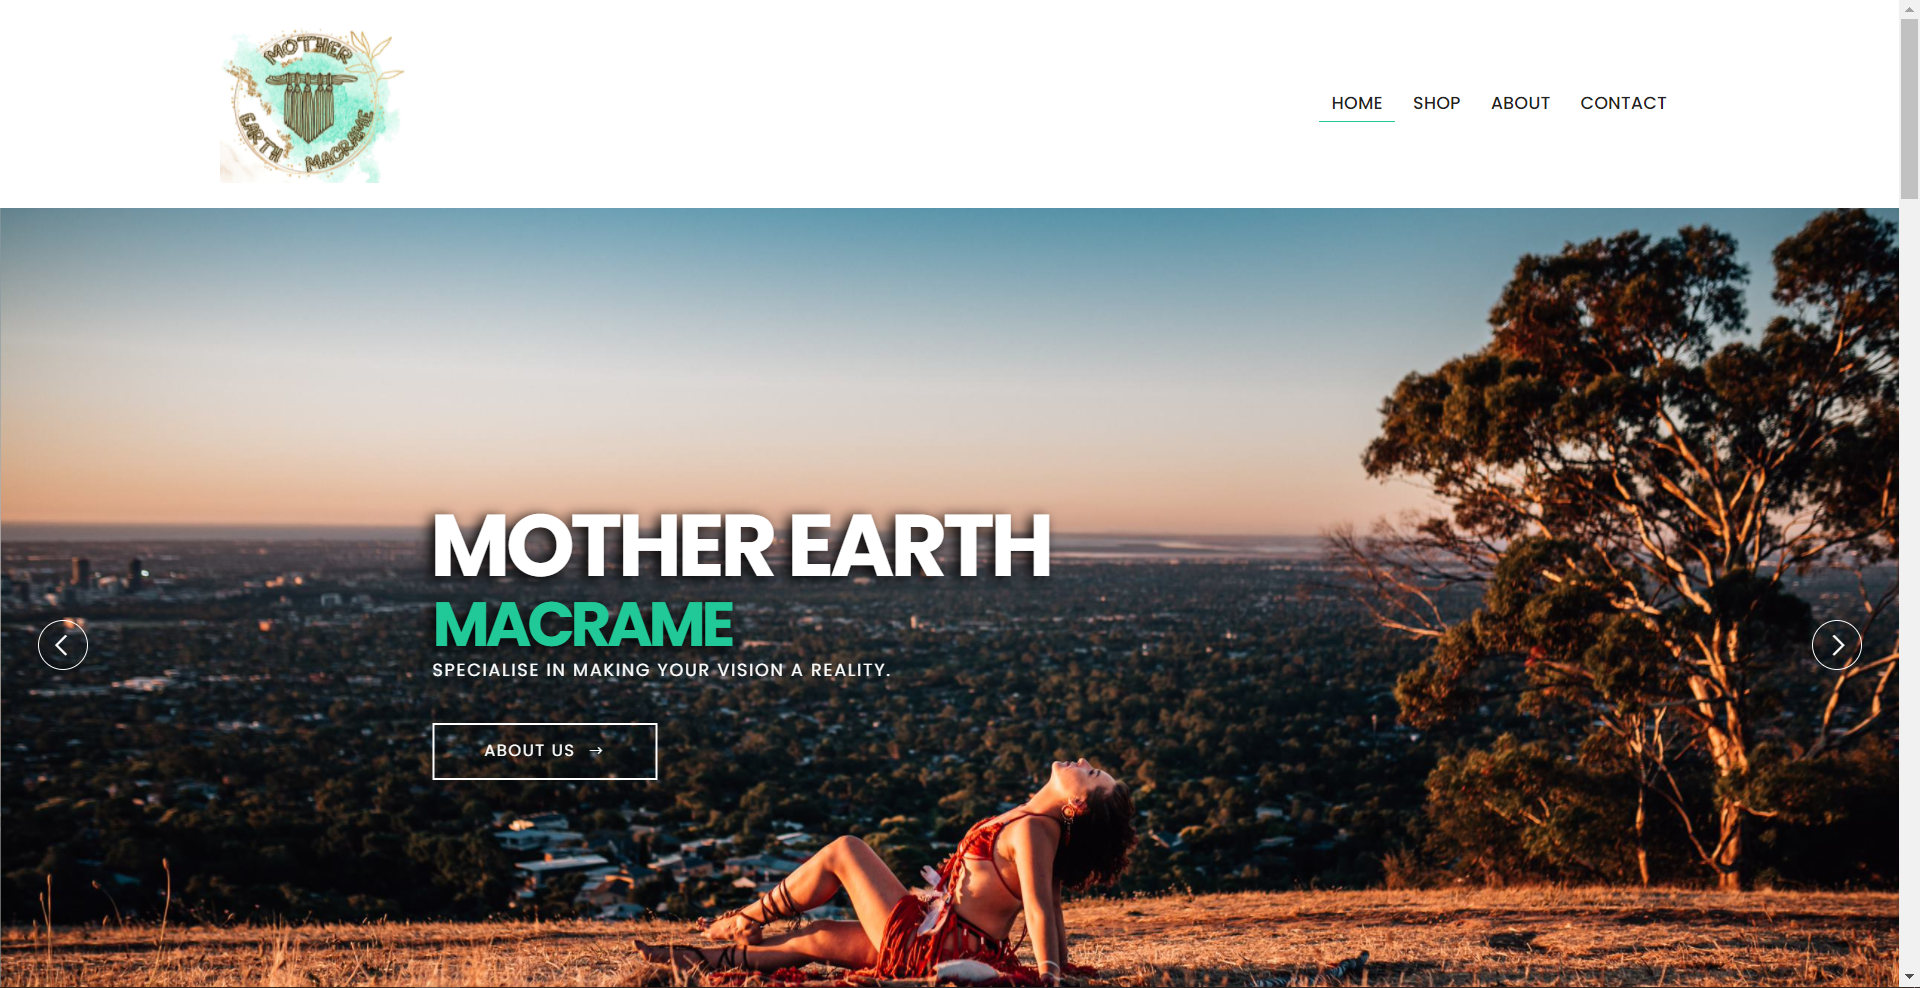 MOTHER
EARTH MACRAME
HOME SHOP ABOUT CONTACT
MOTHER EARTH
MACRAME
SPECIALISE IN MAKING YOUR VISION A REALITY.
ABOUT US →